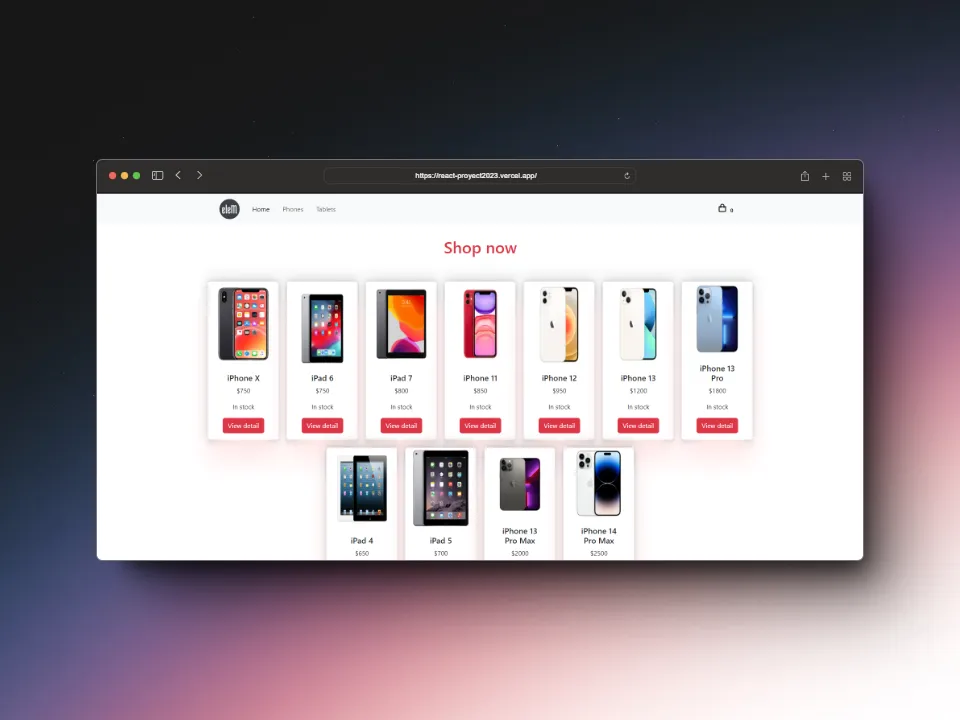 https://react-proyect2023.vercel.app/
eleM Home Phones Tablets 0
Shop now
iPhone X
$750
In stock
View detail
iPad 6
$750
In stock
View detail
iPad 7
$800
In stock
View detail
iPhone 11
$850
In stock
View detail
iPhone 12
$950
In stock
View detail
iPhone 13
$1200
In stock
View detail
iPhone 13
Pro
$1800
In stock
View detail
iPad 4
$650
iPad 5
$700
iPhone 13
Pro Max
$2000
iPhone 14
Pro Max
$2500